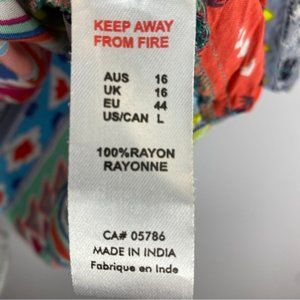 KEEP AWAY
FROM FIRE
AUS 16
UK 16
EU 44
US/CAN L
100%RAYON
RAYONNE
CA# 05786
MADE IN INDIA
Fabrique en Inde